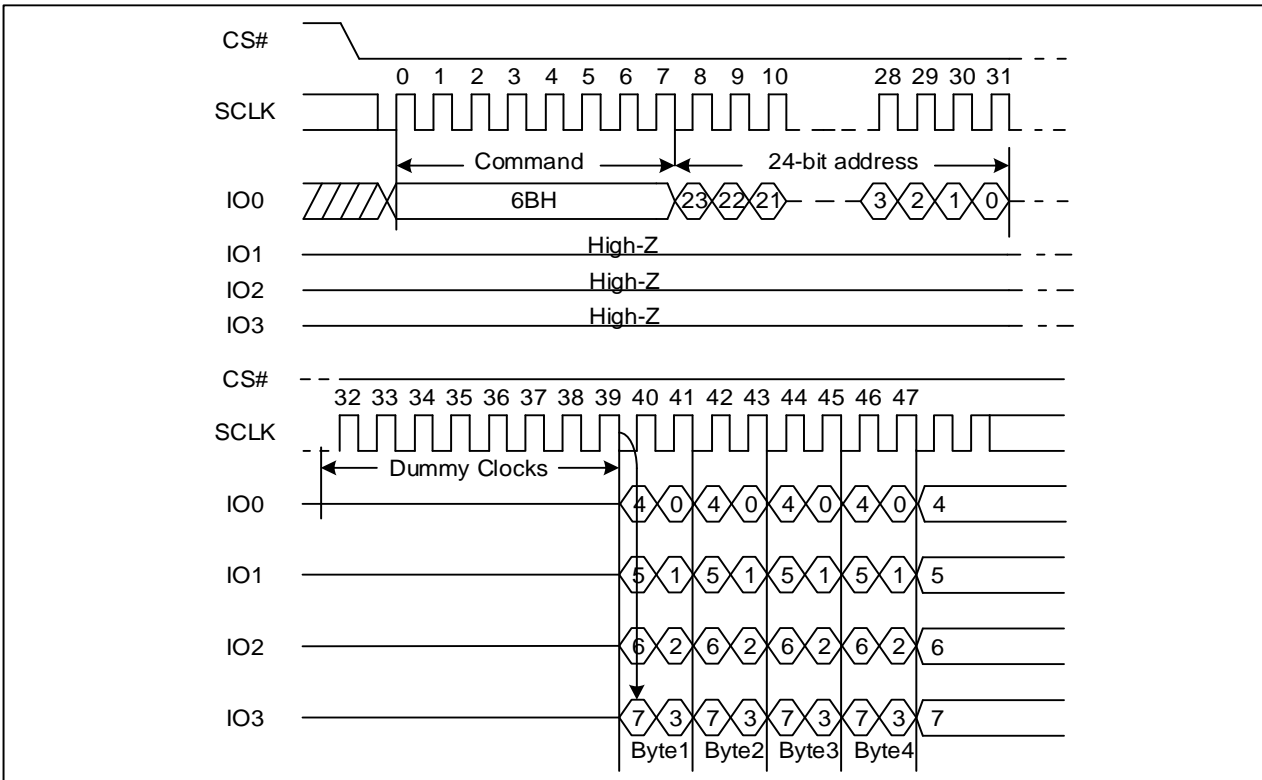 CS#
0 1 2 3 4 5 6 7 8 9 10 28 29 30 31
SCLK
Command 24-bit address
IO0 6BH 23 22 21 3 2 1 0
IO1 High-Z
IO2 High-Z
IO3 High-Z
CS#
32 33 34 35 36 37 38 39 40 41 42 43 44 45 46 47
SCLK
Dummy Clocks
IO0 4 0 4 0 4 0 4 0 4
IO1 5 1 5 1 5 1 5 1 5
IO2 6 2 6 2 6 2 6 2 6
IO3 7 3 7 3 7 3 7 3 7
Byte1 Byte2 Byte3 Byte4